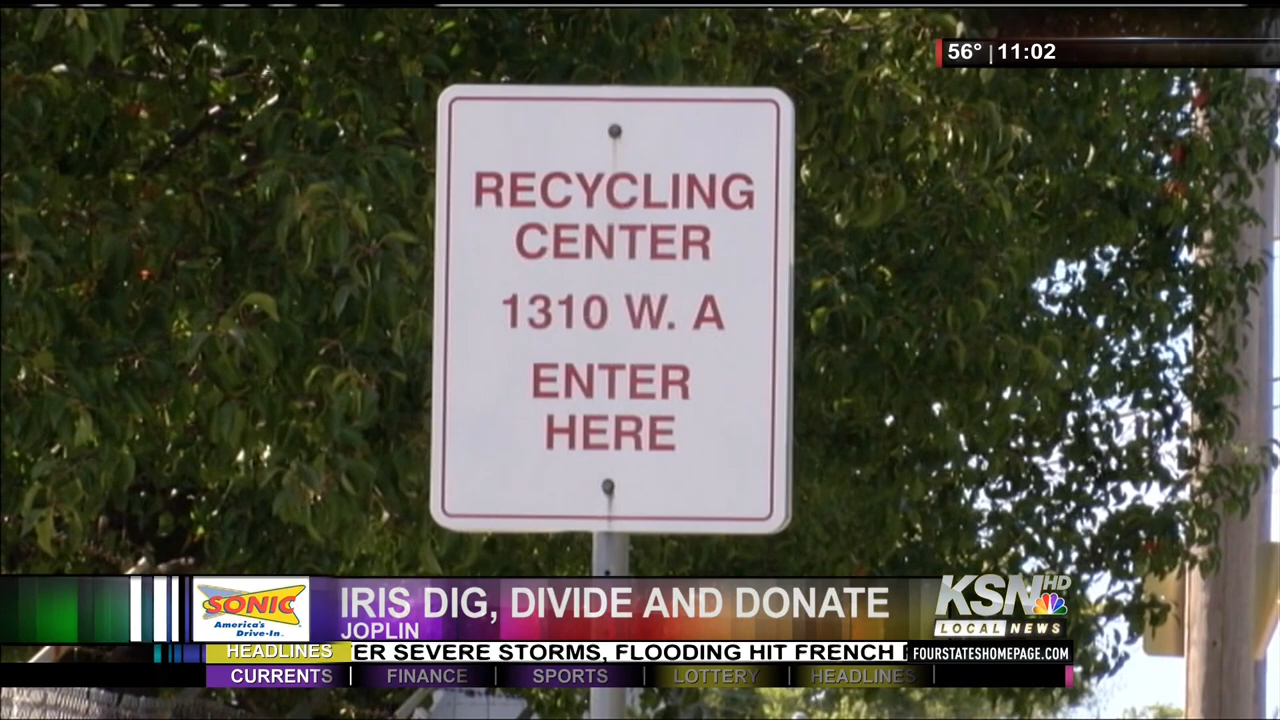 56° | 11:02
RECYCLING
CENTER
1310 W. A
ENTER
HERE
SONIC
America's
Drive-In.
IRIS DIG, DIVIDE AND DONATE
JOPLIN
KSN HD
LOCAL NEWS
HEADLINES
SEVERE STORMS, FLOODING HIT FRENCH
FOURSTATESHOMEPAGE.COM
CURRENTS | FINANCE | SPORTS | LOTTERY | HEADLINES |